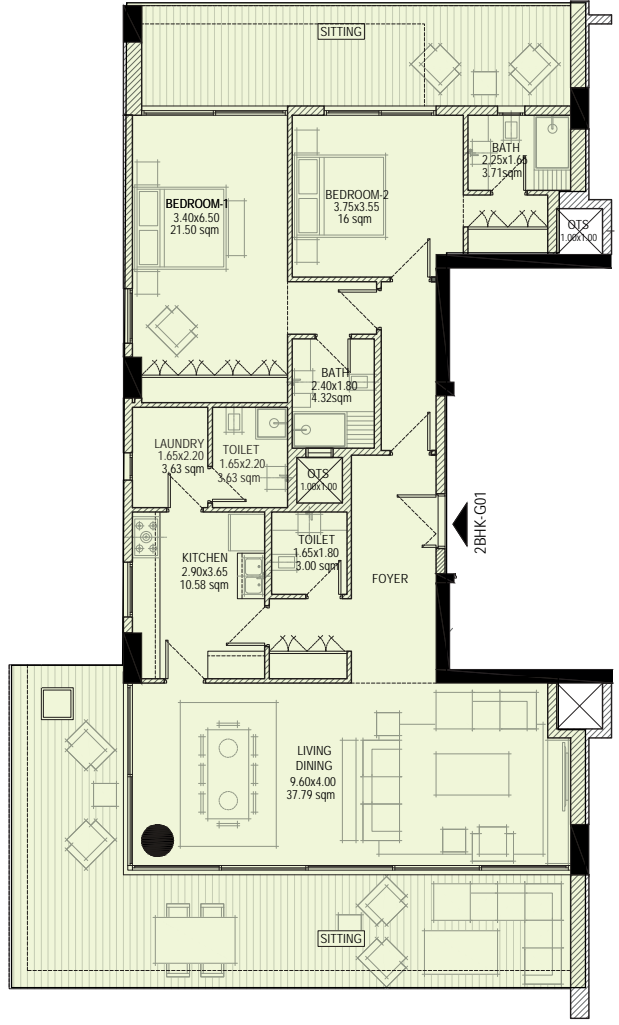 SITTING
BATH
2.25x1.65
3.71sqm
BEDROOM-1
3.40x6.50
21.50 sqm
BEDROOM-2
3.75x3.55
16 sqm
OTS
1.00x1.00
BATH
2.40x1.80
4.32sqm
LAUNDRY
1.65x2.20
3.63 sqm
TOILET
1.65x2.20
3.63 sqm
OTS
1.00x1.00
2BHK-G01
TOILET
1.65x1.80
3.00 sqm
KITCHEN
2.90x3.65
10.58 sqm
FOYER
LIVING
DINING
9.60x4.00
37.79 sqm
SITTING